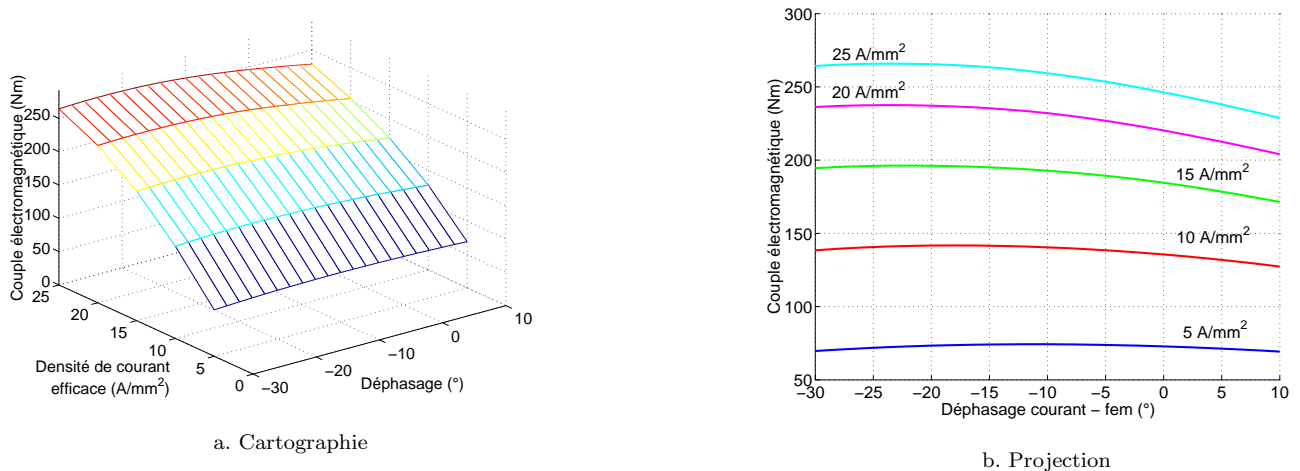 250
200
150
100
50
0
Couple électromagnétique (Nm)
25
20
15
10
5
0
Densité de courant
efficace (A/mm²)
−30
−20
−10
0
10
Déphasage (°)
a. Cartographie
300
250
200
150
100
50
Couple électromagnétique (Nm)
25 A/mm²
20 A/mm²
15 A/mm²
10 A/mm²
5 A/mm²
−30 −25 −20 −15 −10 −5 0 5 10
Déphasage courant − fem (°)
b. Projection